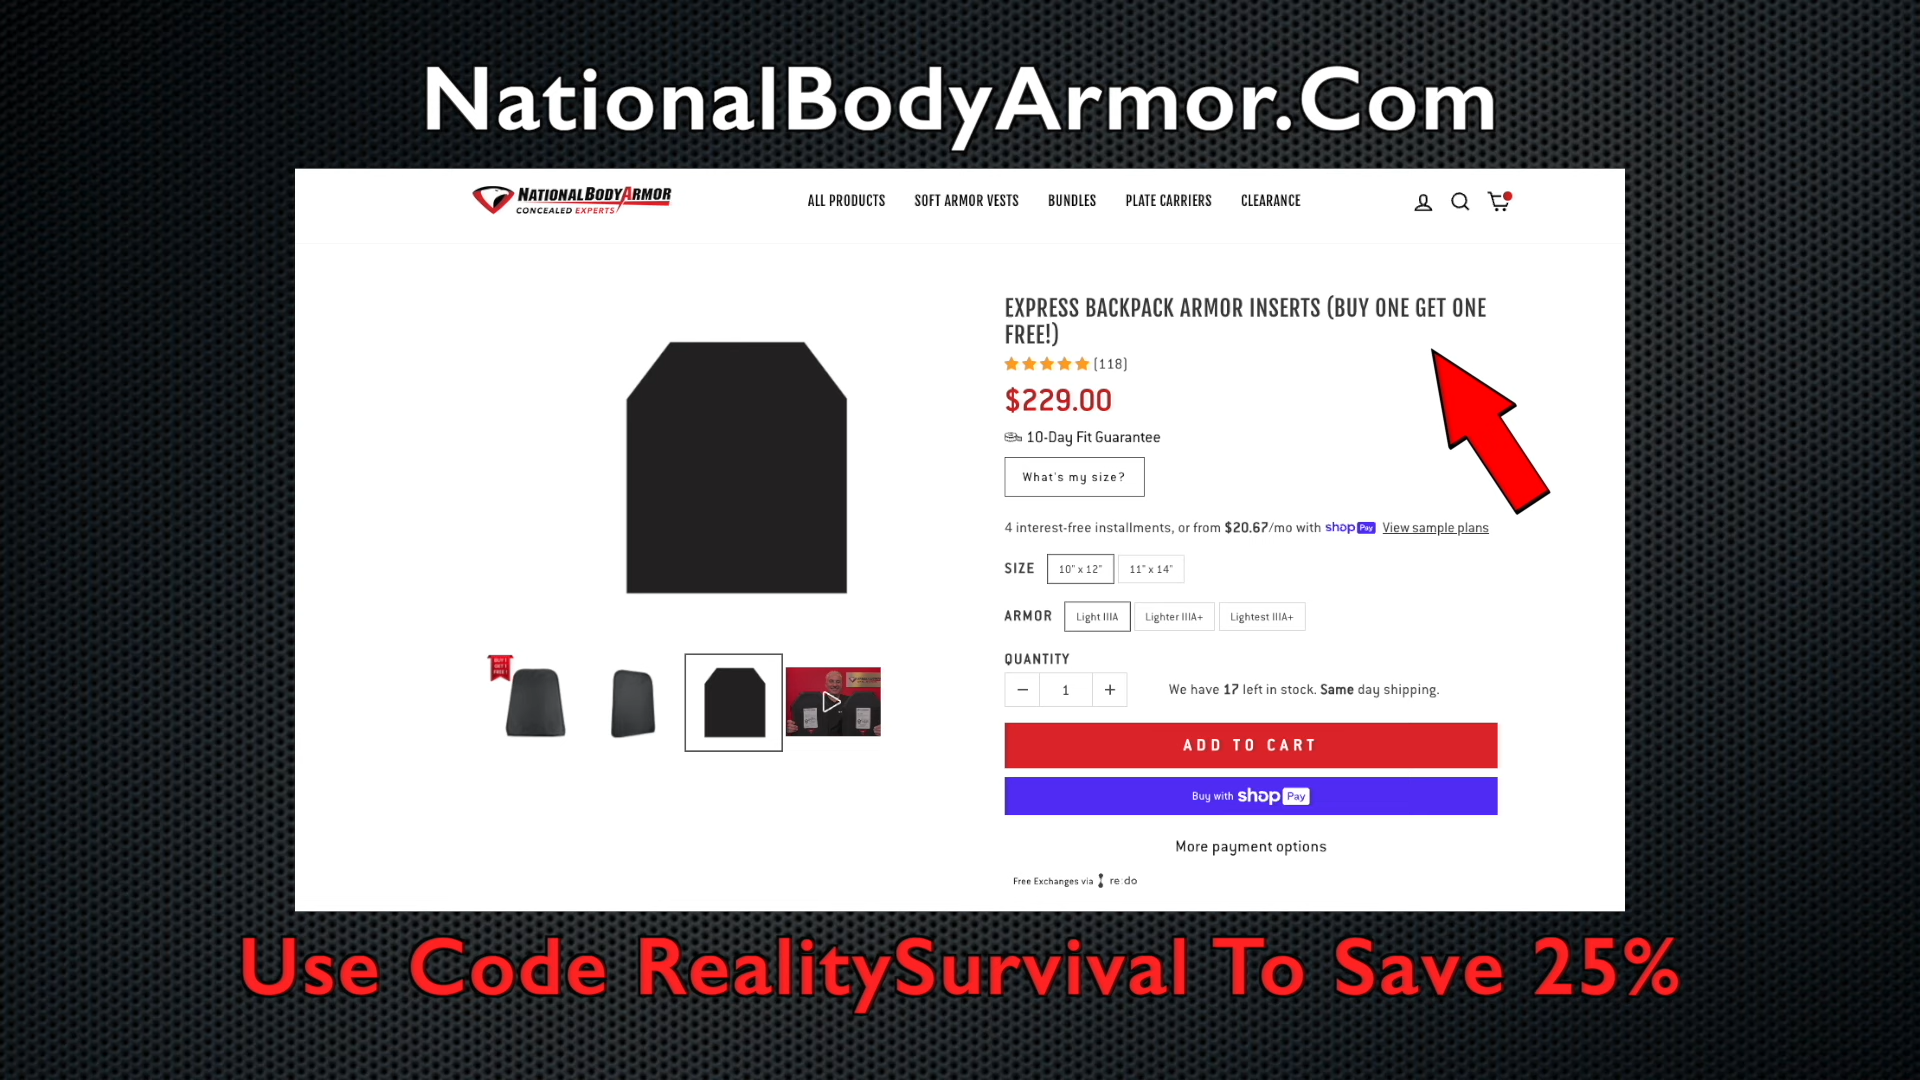 NationalBodyArmor.Com
NATIONALBODYARMOR
CONCEALED EXPERTS
ALL PRODUCTS
SOFT ARMOR VESTS
BUNDLES
PLATE CARRIERS
CLEARANCE
EXPRESS BACKPACK ARMOR INSERTS (BUY ONE GET ONE
FREE!)
(118)
$229.00
10-Day Fit Guarantee
What's my size?
4 interest-free installments, or from $20.67/mo with shop Pay View sample plans
SIZE 10" x 12" 11" x 14"
ARMOR Light IIIA Lighter IIIA+ Lightest IIIA+
QUANTITY
− 1 + We have 17 left in stock. Same day shipping.
ADD TO CART
Buy with shop Pay
More payment options
Free Exchanges via re:do
Use Code RealitySurvival To Save 25%